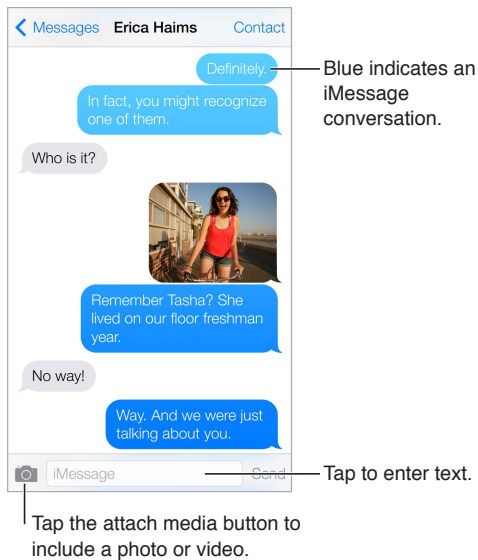 Messages Erica Haims Contact
Definitely.
Blue indicates an
iMessage
conversation.
In fact, you might recognize
one of them.
Who is it?
Remember Tasha? She
lived on our floor freshman
year.
No way!
Way. And we were just
talking about you.
iMessage Send
Tap to enter text.
Tap the attach media button to
include a photo or video.